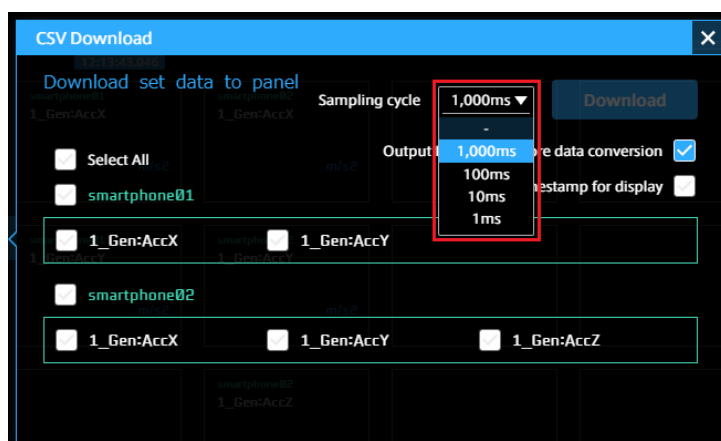 CSV Download
12:13:43.046
Download set data to panel
Sampling cycle 1,000ms ▼ Download
smartphone01 smartphone02
1_Gen:AccX 1_Gen:AccX
-
Output 1,000ms re data conversion
100ms
Select All m/s2
10ms estamp for display
smartphone01
1ms
1_Gen:AccX 1_Gen:AccY
1_Gen:AccY 1_Gen:AccY
smartphone02
m/s2
1_Gen:AccX 1_Gen:AccY 1_Gen:AccZ
smartphone02
1_Gen:AccZ